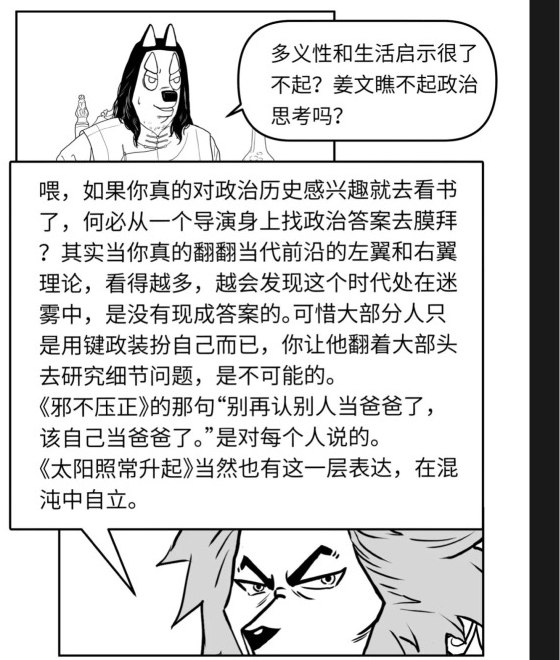 多义性和生活启示很了
不起？姜文瞧不起政治
思考吗？
喂，如果你真的对政治历史感兴趣就去看书
了，何必从一个导演身上找政治答案去膜拜
？其实当你真的翻翻当代前沿的左翼和右翼
理论，看得越多，越会发现这个时代处在迷
雾中，是没有现成答案的。可惜大部分人只
是用键政装扮自己而已，你让他翻着大部头
去研究细节问题，是不可能的。
《邪不压正》的那句“别再认别人当爸爸了，
该自己当爸爸了。”是对每个人说的。
《太阳照常升起》当然也有这一层表达，在混
沌中自立。